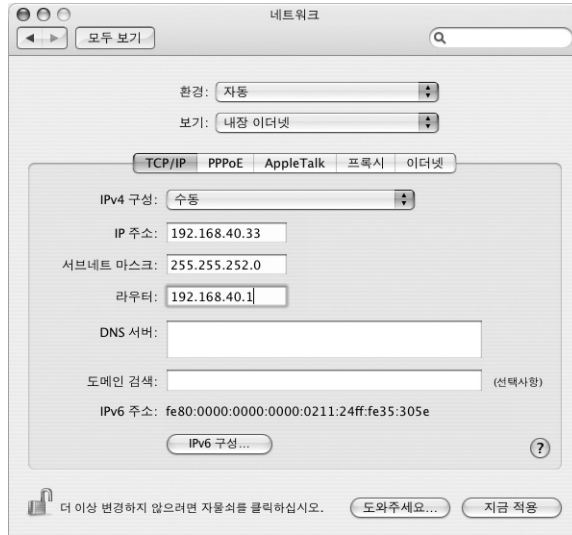 네트워크
모두 보기
환경: 자동
보기: 내장 이더넷
TCP/IP PPPoE AppleTalk 프록시 이더넷
IPv4 구성: 수동
IP 주소: 192.168.40.33
서브네트 마스크: 255.255.252.0
라우터: 192.168.40.1
DNS 서버:
도메인 검색: (선택사항)
IPv6 주소: fe80:0000:0000:0000:0211:24ff:fe35:305e
IPv6 구성...
?
더 이상 변경하지 않으려면 자물쇠를 클릭하십시오. 도와주세요... 지금 적용